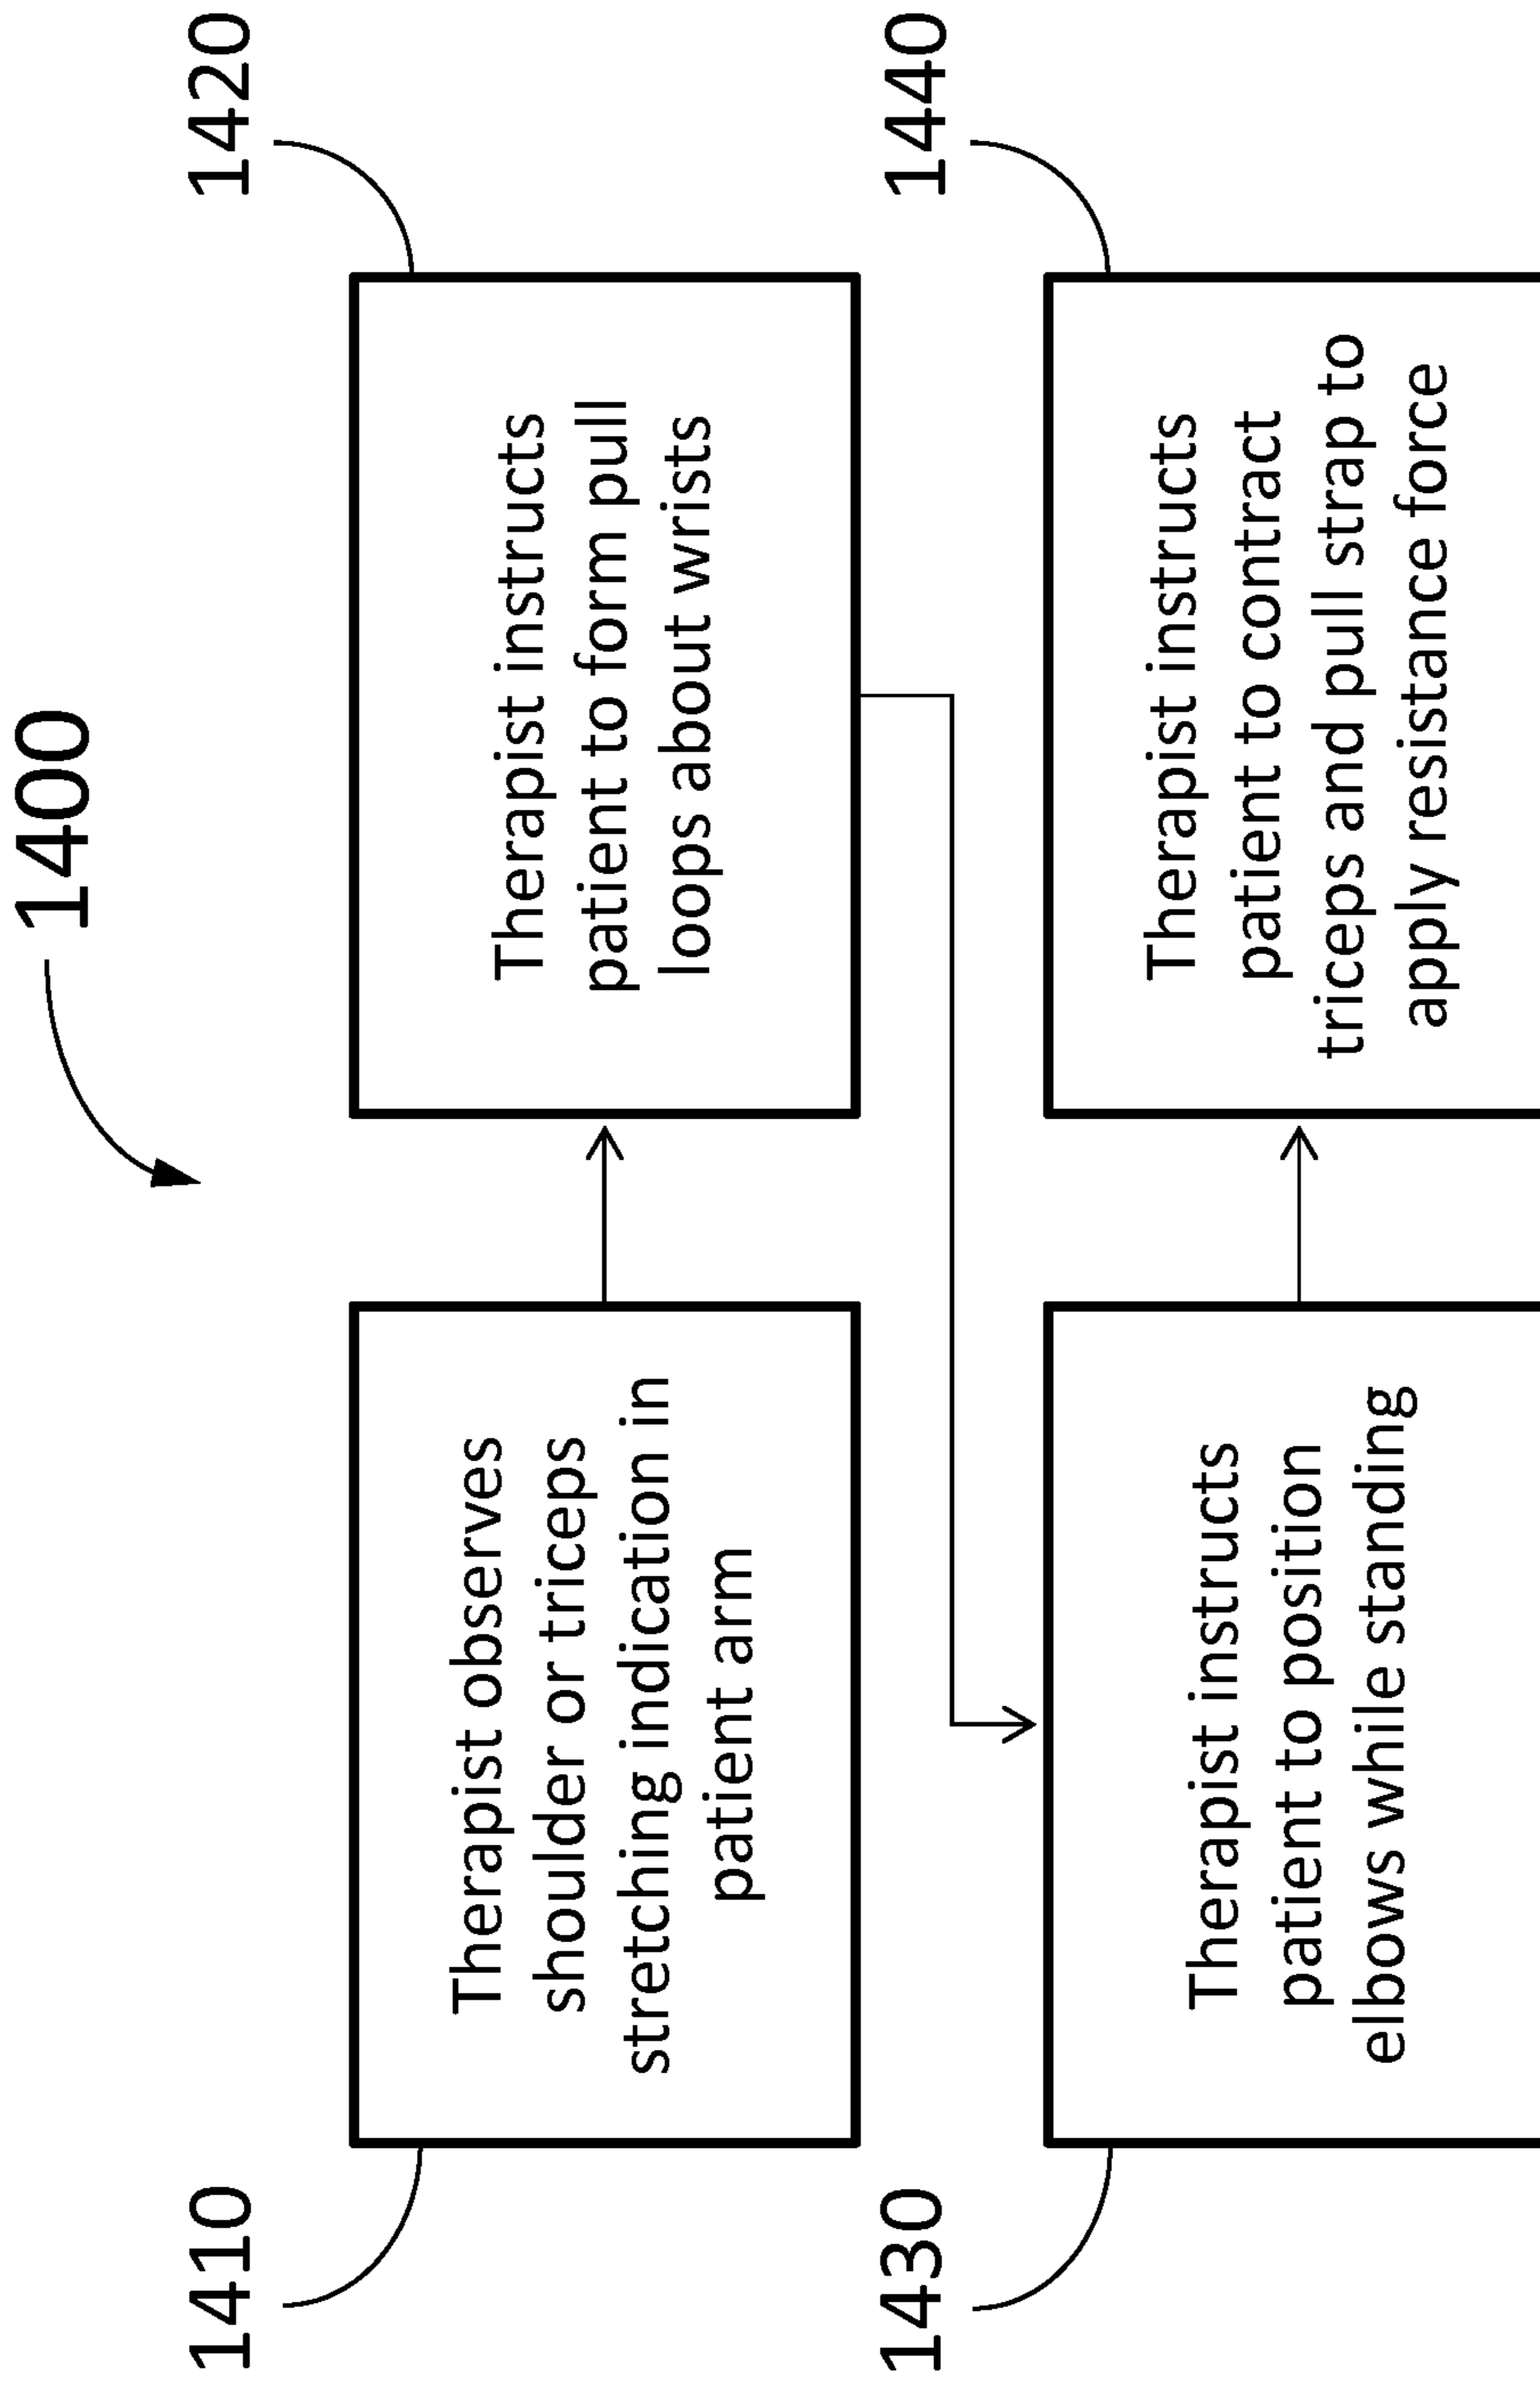 1400
1410
Therapist observes
shoulder or triceps
stretching indication in
patient arm
1420
Therapist instructs
patient to form pull
loops about wrists
1430
Therapist instructs
patient to position
elbows while standing
1440
Therapist instructs
patient to contract
triceps and pull strap to
apply resistance force